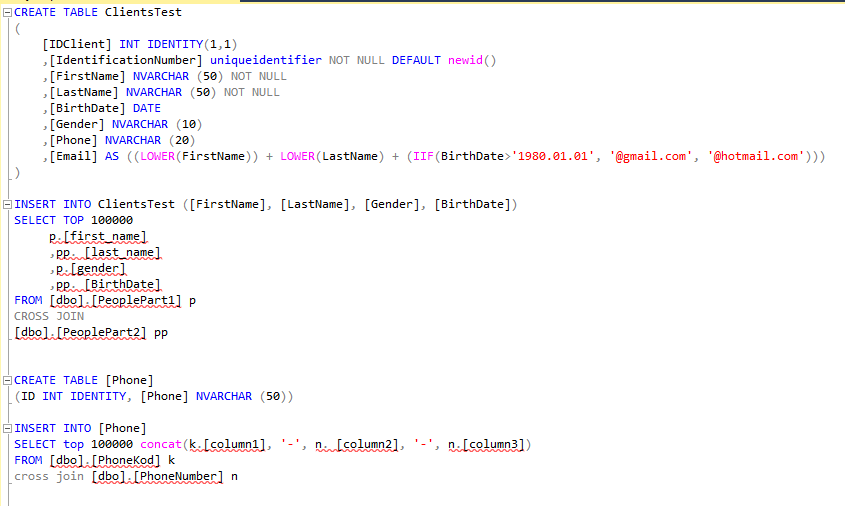 CREATE TABLE ClientsTest
(
[IDClient] INT IDENTITY(1,1)
,[IdentificationNumber] uniqueidentifier NOT NULL DEFAULT newid()
,[FirstName] NVARCHAR (50) NOT NULL
,[LastName] NVARCHAR (50) NOT NULL
,[BirthDate] DATE
,[Gender] NVARCHAR (10)
,[Phone] NVARCHAR (20)
,[Email] AS ((LOWER(FirstName)) + LOWER(LastName) + (IIF(BirthDate>'1980.01.01', '@gmail.com', '@hotmail.com')))
)
INSERT INTO ClientsTest ([FirstName], [LastName], [Gender], [BirthDate])
SELECT TOP 100000
p.[first_name]
,pp. [last_name]
,p.[gender]
,pp. [BirthDate]
FROM [dbo].[PeoplePart1] p
CROSS JOIN
[dbo].[PeoplePart2] pp
CREATE TABLE [Phone]
(ID INT IDENTITY, [Phone] NVARCHAR (50))
INSERT INTO [Phone]
SELECT top 100000 concat(k.[column1], '-', n. [column2], '-', n.[column3])
FROM [dbo].[PhoneKod] k
cross join [dbo].[PhoneNumber] n